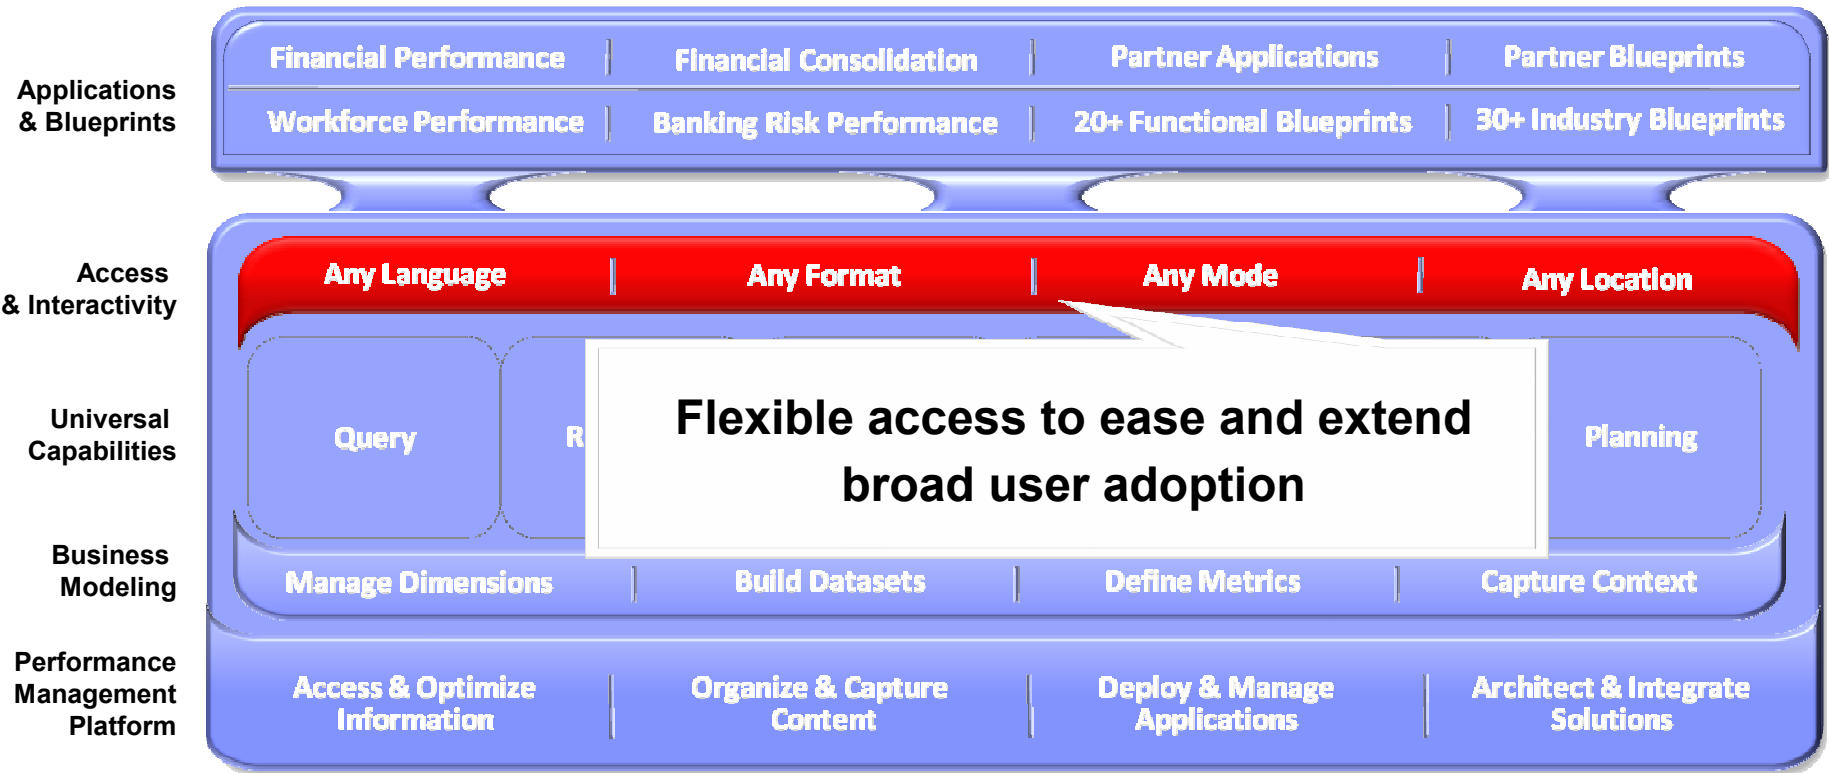 Applications
& Blueprints
Financial Performance
Financial Consolidation
Partner Applications
Partner Blueprints
Workforce Performance
Banking Risk Performance
20+ Functional Blueprints
30+ Industry Blueprints
Access
& Interactivity
Any Language
Any Format
Any Mode
Any Location
Universal
Capabilities
Query
Flexible access to ease and extend
broad user adoption
Planning
Business
Modeling
Manage Dimensions
Build Datasets
Define Metrics
Capture Context
Performance
Management
Platform
Access & Optimize
Information
Organize & Capture
Content
Deploy & Manage
Applications
Architect & Integrate
Solutions